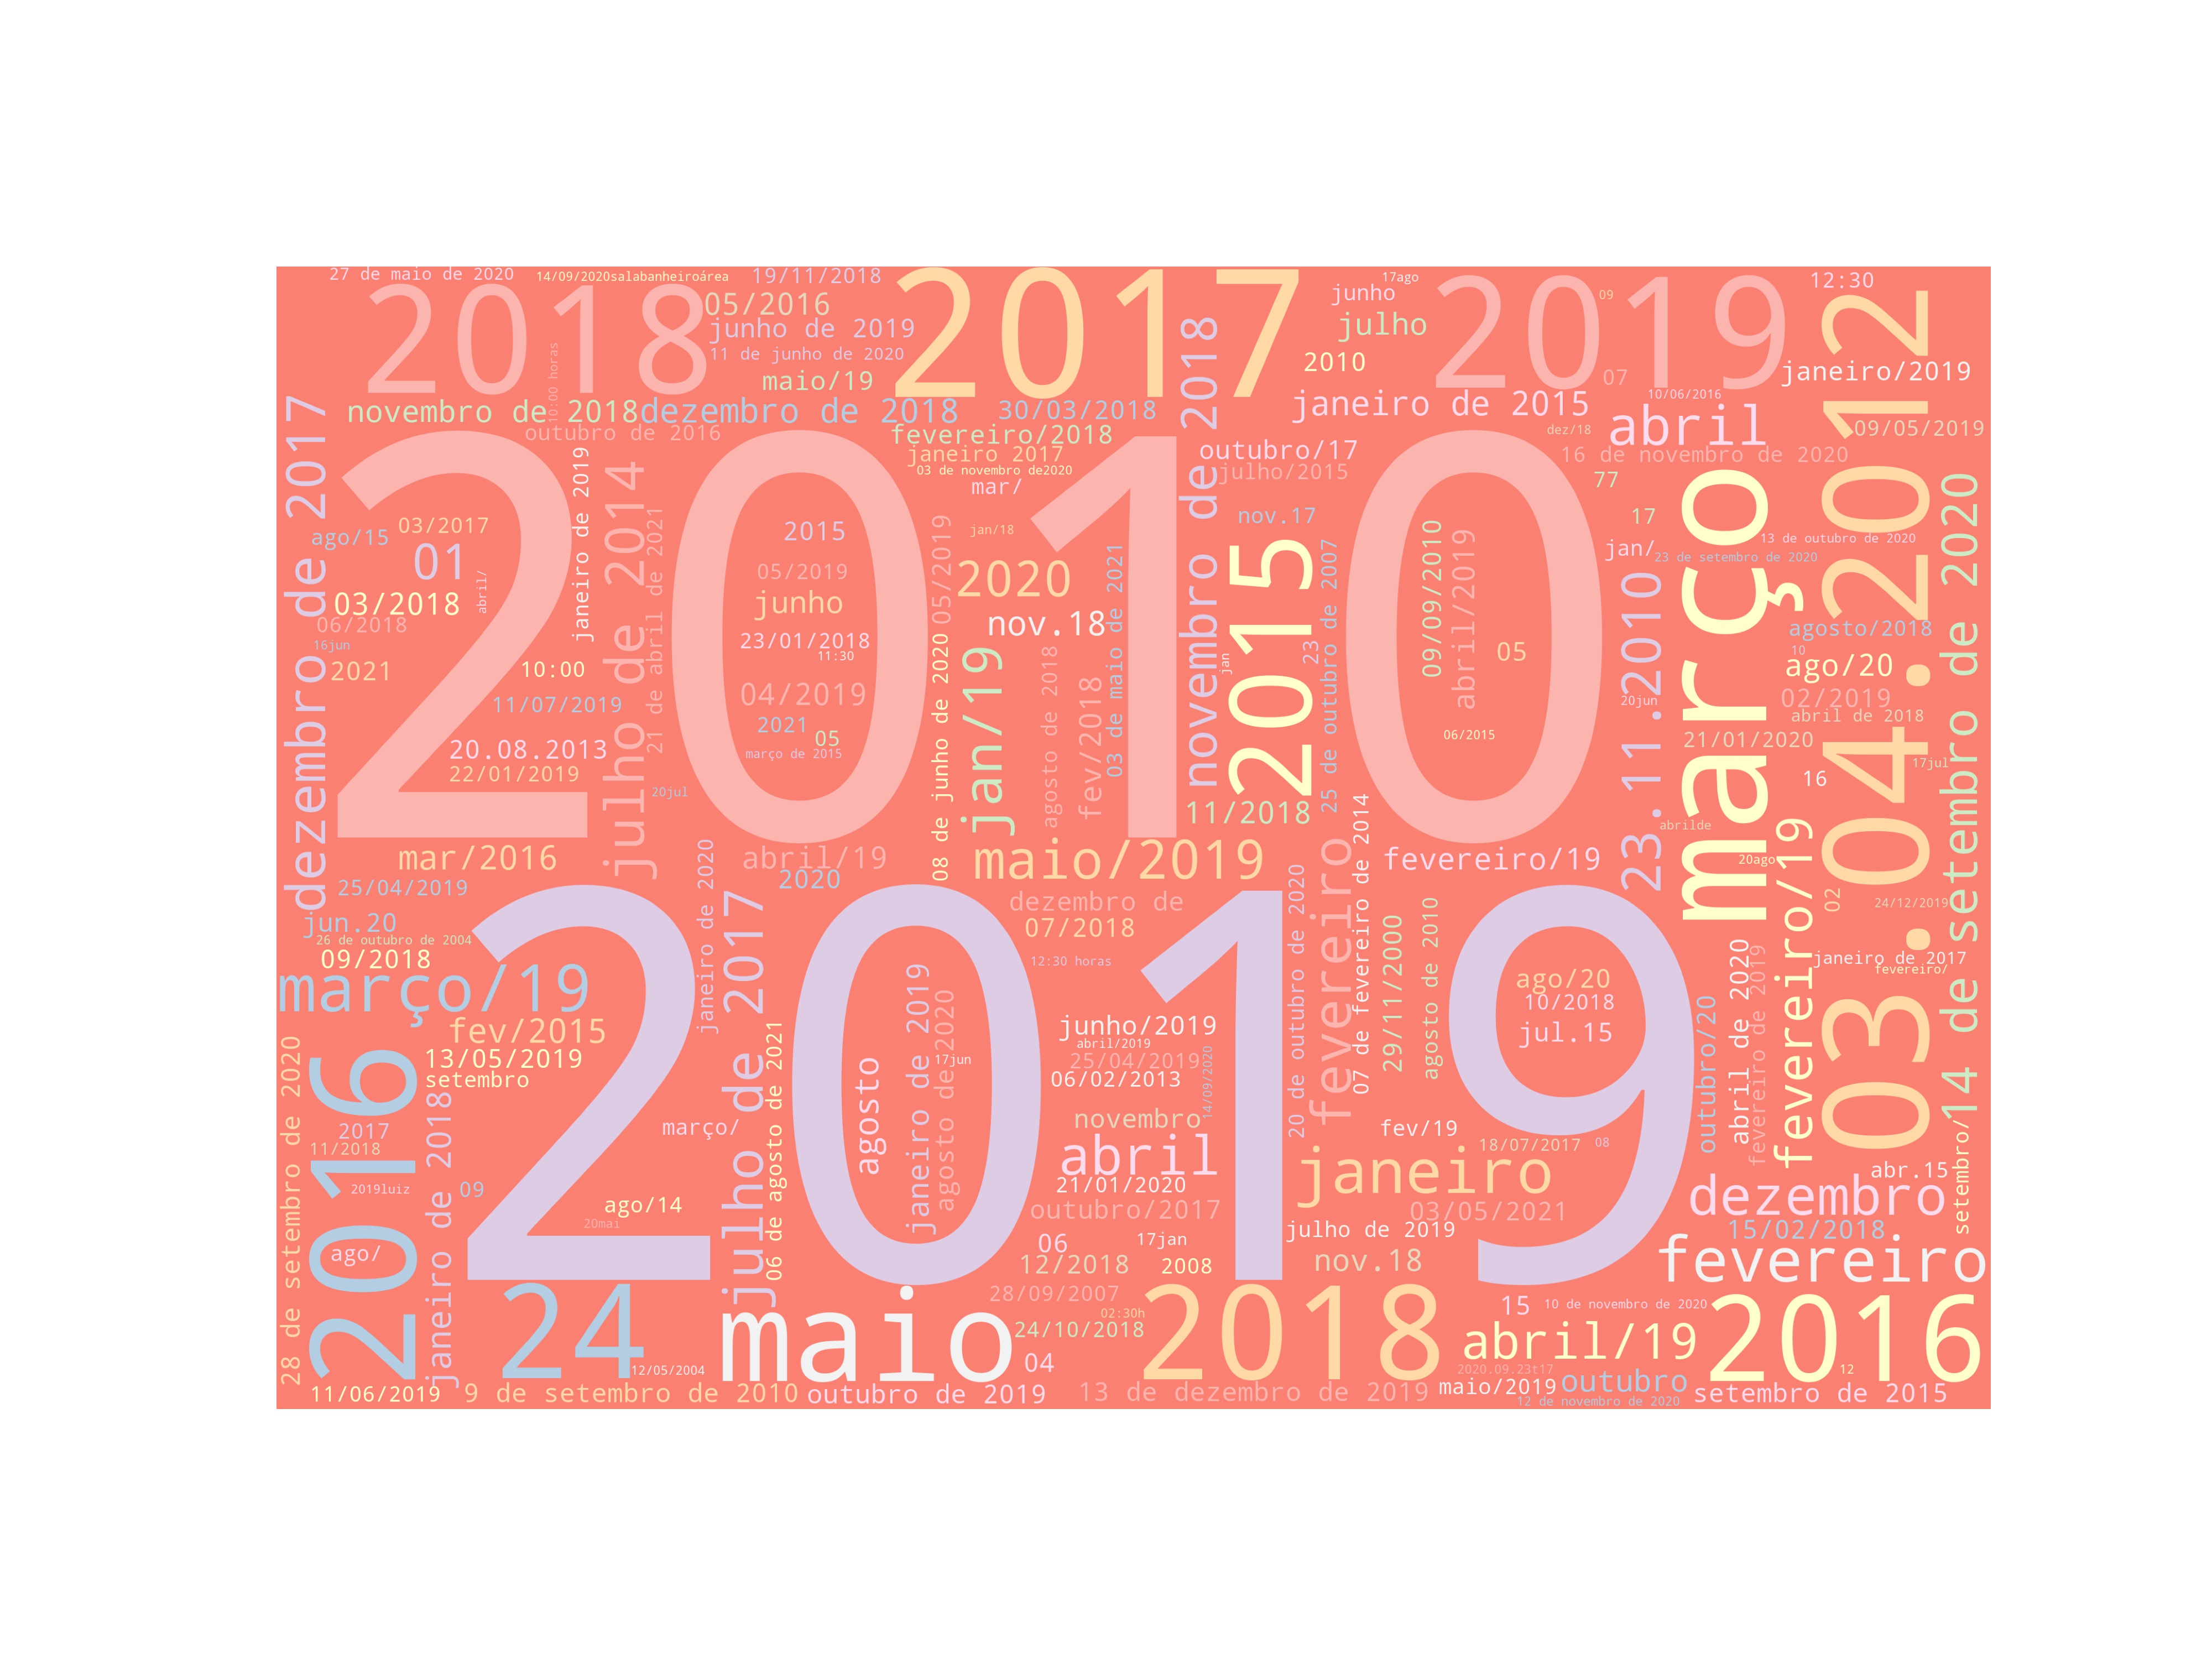 27 de maio de 2020
14/09/2020salabanheiroárea
19/11/2018
2017
17ago
12:30
2018
05/2016
junho
2019
09
junho de 2019
julho
11 de junho de 2020
2010
10:00 horas
maio/19
07
janeiro/2019
novembro de 2018
dezembro de 2018
30/03/2018
novembro de 2018
janeiro de 2015
10/06/2016
abril
03.04.2012
outubro de 2016
fevereiro/2018
dez/18
09/05/2019
janeiro 2017
outubro/17
16 de novembro de 2020
03 de novembro de2020
julho/2015
mar/
77
dezembro de 2017
2010
janeiro de 2019
julho de 2014
21 de abril de 2021
março
14 de setembro de 2020
ago/15
03/2017
2015
05/2019
jan/18
nov.17
17
13 de outubro de 2020
01
abril/
jan/
23 de setembro de 2020
03/2018
05/2019
2020
03 de maio de 2021
2015
25 de outubro de 2007
09/09/2010
abril/2019
23.11.2010
06/2018
junho
nov.18
agosto/2018
16jun
23/01/2018
11:30
08 de junho de 2020
jan/19
agosto de 2018
fev/2018
jan
23
05
10
2021
10:00
ago/20
04/2019
20jun
02/2019
11/07/2019
2021
abril de 2018
05
06/2015
20.08.2013
março de 2015
21/01/2020
22/01/2019
17jul
20jul
16
11/2018
abrilde
mar/2016
abril/19
maio/2019
07 de fevereiro de 2014
fevereiro
fevereiro/19
20ago
fevereiro/19
25/04/2019
2020
janeiro de 2020
julho de 2017
dezembro de
20 de outubro de 2020
02
24/12/2019
jun.20
2019
07/2018
29/11/2000
agosto de 2010
26 de outubro de 2004
09/2018
12:30 horas
abril de 2020
fevereiro de 2019
janeiro de 2017
fevereiro/
março/19
janeiro de 2019
agosto de 2020
ago/20
10/2018
outubro/20
fev/2015
junho/2019
jul.15
28 de setembro de 2020
2016
13/05/2019
abril/2019
06 de agosto de 2021
agosto
17jun
25/04/2019
14/09/2020
setembro
06/02/2013
janeiro de 2018
novembro
setembro/
2017
março/
fev/19
11/2018
abril
18/07/2017
08
janeiro
abr.15
2019luiz
09
21/01/2020
dezembro
ago/14
outubro/2017
03/05/2021
20mai
julho de 2019
15/02/2018
ago/
06
17jan
12/2018
2008
nov.18
fevereiro
24
maio
28/09/2007
2018
15
10 de novembro de 2020
2016
02:30h
24/10/2018
abril/19
12/05/2004
04
2020.09.23t17
12
11/06/2019
9 de setembro de 2010
outubro de 2019
13 de dezembro de 2019
maio/2019
outubro
setembro de 2015
12 de novembro de 2020